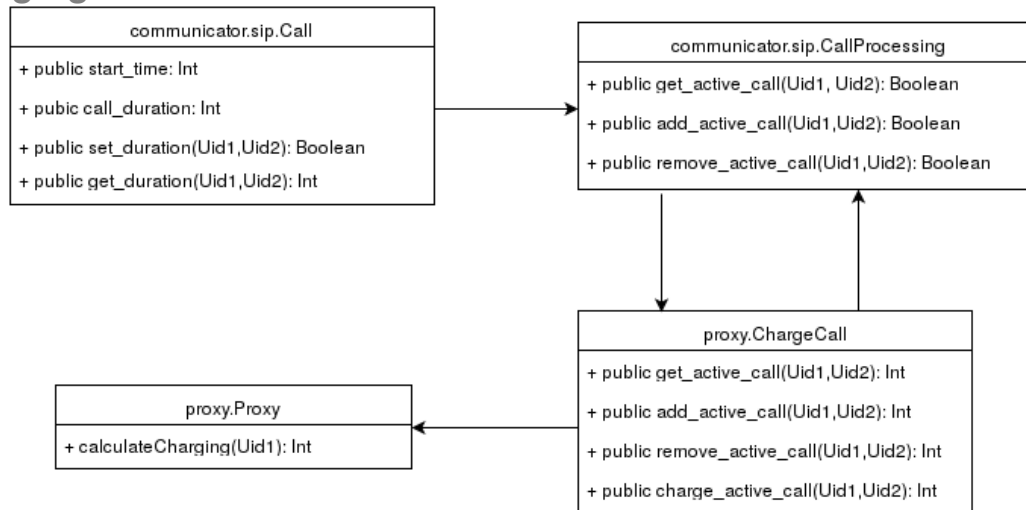 communicator.sip.Call
+ public start_time: Int
+ pubic call_duration: Int
+ public set_duration(Uid1,Uid2): Boolean
+ public get_duration(Uid1,Uid2): Int
communicator.sip.CallProcessing
+ public get_active_call(Uid1, Uid2): Boolean
+ public add_active_call(Uid1,Uid2): Boolean
+ public remove_active_call(Uid1,Uid2): Boolean
proxy.ChargeCall
+ public get_active_call(Uid1,Uid2): Int
+ public add_active_call(Uid1,Uid2): Int
+ public remove_active_call(Uid1,Uid2): Int
+ public charge_active_call(Uid1,Uid2): Int
proxy.Proxy
+ calculateCharging(Uid1): Int